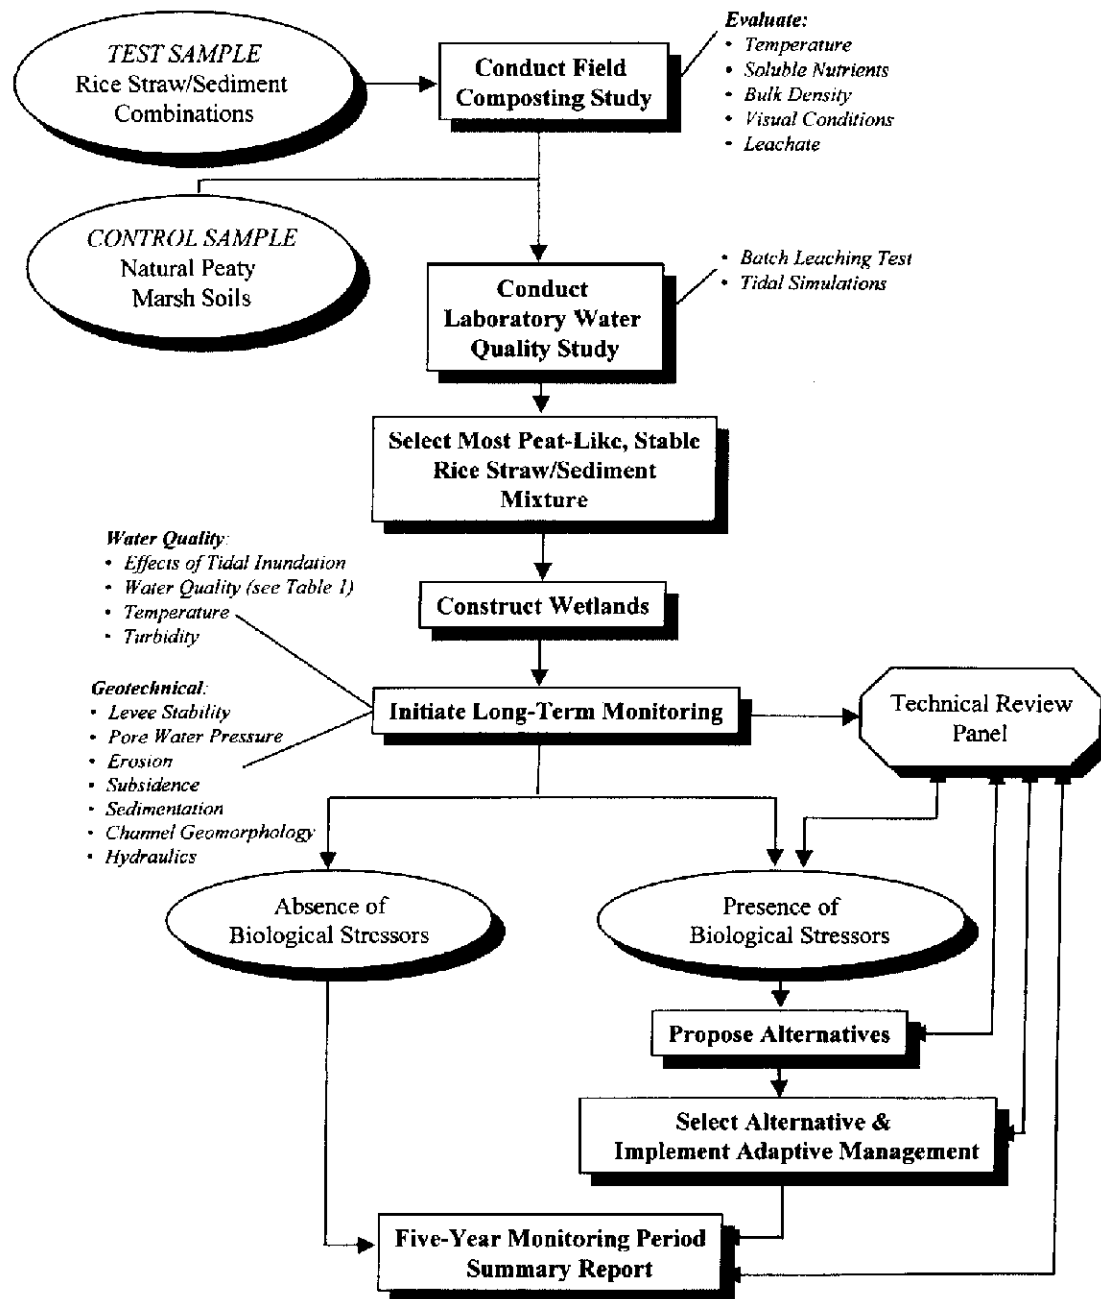 TEST SAMPLE
Rice Straw/Sediment
Combinations
Conduct Field
Composting Study
Evaluate:
• Temperature
• Soluble Nutrients
• Bulk Density
• Visual Conditions
• Leachate
CONTROL SAMPLE
Natural Peaty
Marsh Soils
Conduct
Laboratory Water
Quality Study
• Batch Leaching Test
• Tidal Simulations
Select Most Peat-Like, Stable
Rice Straw/Sediment
Mixture
Water Quality:
• Effects of Tidal Inundation
• Water Quality (see Table 1)
• Temperature
• Turbidity
Construct Wetlands
Geotechnical:
• Levee Stability
• Pore Water Pressure
• Erosion
• Subsidence
• Sedimentation
• Channel Geomorphology
• Hydraulics
Initiate Long-Term Monitoring
Technical Review
Panel
Absence of
Biological Stressors
Presence of
Biological Stressors
Propose Alternatives
Select Alternative &
Implement Adaptive Management
Five-Year Monitoring Period
Summary Report